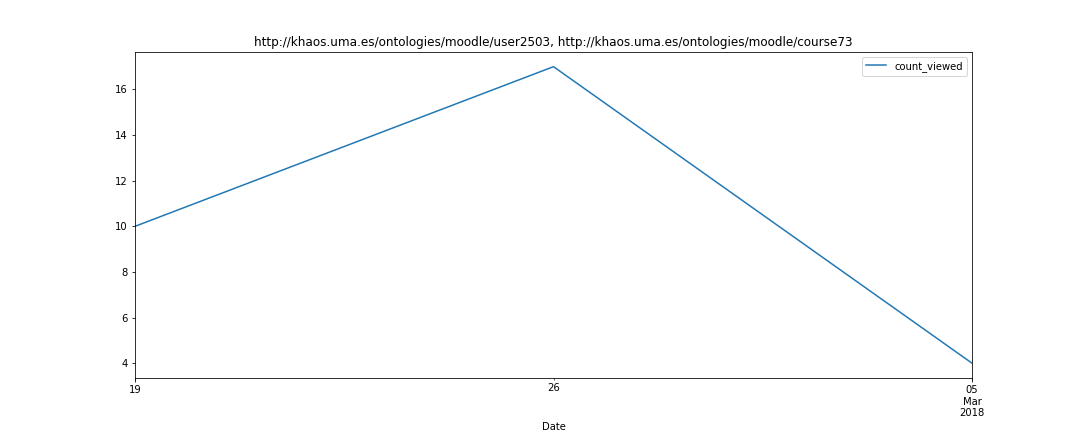 http://khaos.uma.es/ontologies/moodle/user2503, http://khaos.uma.es/ontologies/moodle/course73
count_viewed
16
14
12
10
8
6
4
19
26
05
Mar
2018
Date